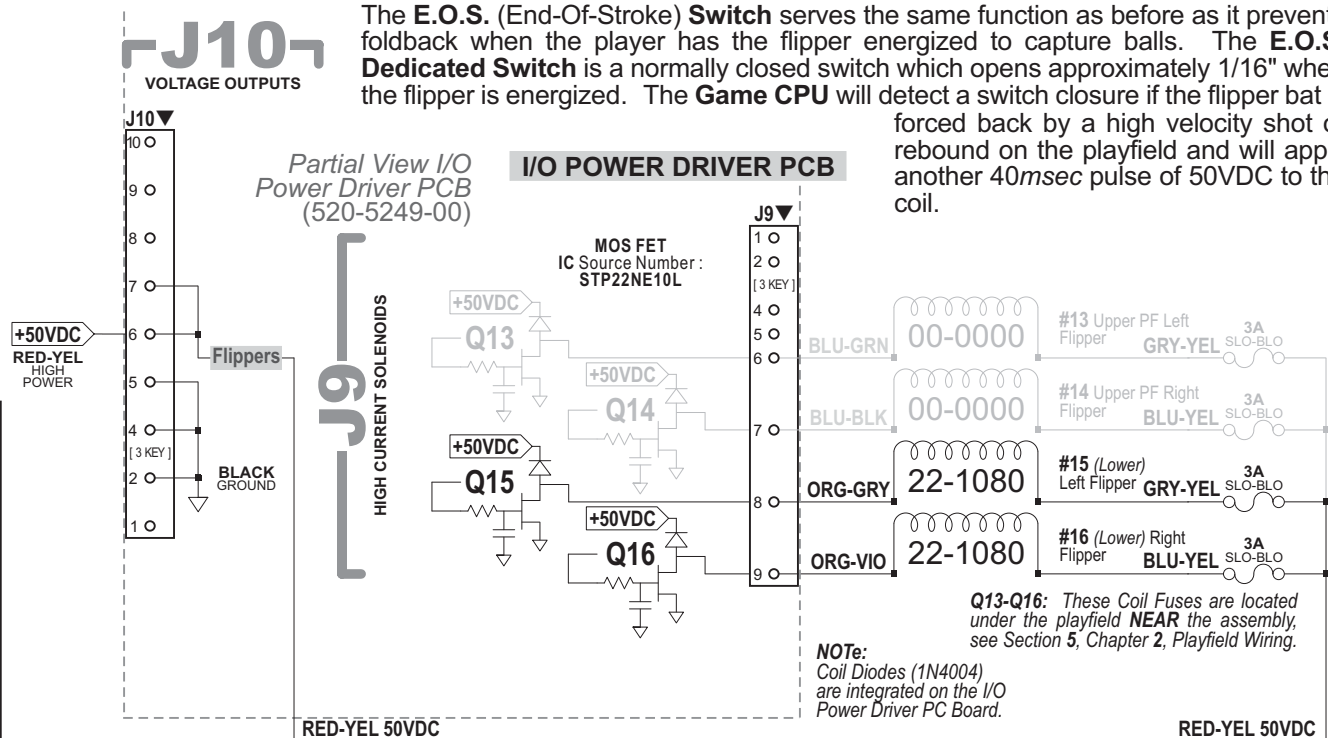 The E.O.S. (End-Of-Stroke) Switch serves the same function as before as it prevent
foldback when the player has the flipper energized to capture balls. The E.O.S
Dedicated Switch is a normally closed switch which opens approximately 1/16" whe
the flipper is energized. The Game CPU will detect a switch closure if the flipper bat
forced back by a high velocity shot o
rebound on the playfield and will app
another 40msec pulse of 50VDC to th
coil.
J10
VOLTAGE OUTPUTS
J10▼
10
9
8
7
6
5
4
[ 3 KEY ]
2
1
+50VDC
RED-YEL
HIGH
POWER
Flippers
BLACK
GROUND
Partial View I/O
Power Driver PCB
(520-5249-00)
I/O POWER DRIVER PCB
J9
HIGH CURRENT SOLENOIDS
MOS FET
IC Source Number :
STP22NE10L
J9▼
1
2
[ 3 KEY ]
4
5
6
7
8
9
+50VDC
Q13
+50VDC
Q14
+50VDC
Q15
+50VDC
Q16
BLU-GRN
00-0000
#13 Upper PF Left
Flipper
GRY-YEL
3A
SLO-BLO
BLU-BLK
00-0000
#14 Upper PF Right
Flipper
BLU-YEL
3A
SLO-BLO
ORG-GRY
22-1080
#15 (Lower)
Left Flipper
GRY-YEL
3A
SLO-BLO
ORG-VIO
22-1080
#16 (Lower) Right
Flipper
BLU-YEL
3A
SLO-BLO
Q13-Q16: These Coil Fuses are located
under the playfield NEAR the assembly,
see Section 5, Chapter 2, Playfield Wiring.
NOTe:
Coil Diodes (1N4004)
are integrated on the I/O
Power Driver PC Board.
RED-YEL 50VDC
RED-YEL 50VDC